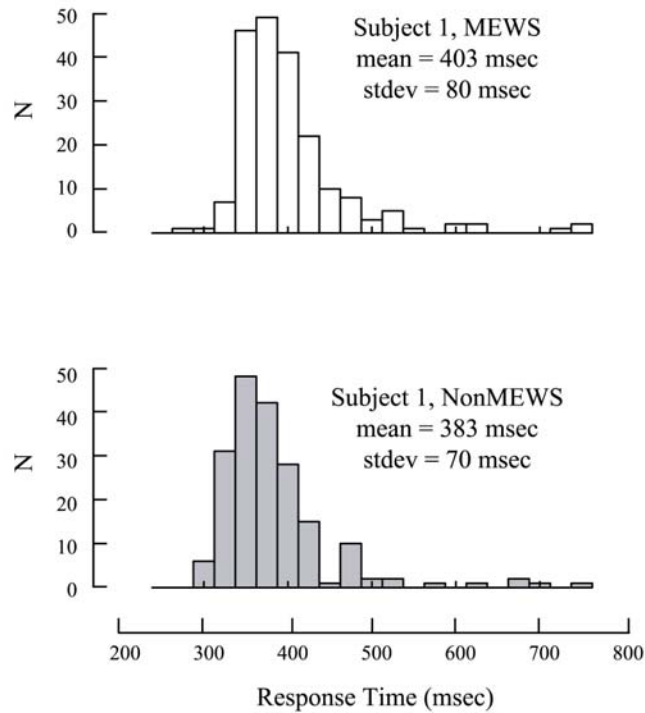 50
40
30
20
10
0
N
Subject 1, MEWS
mean = 403 msec
stdev = 80 msec
50
40
30
20
10
0
N
Subject 1, NonMEWS
mean = 383 msec
stdev = 70 msec
200 300 400 500 600 700 800
Response Time (msec)